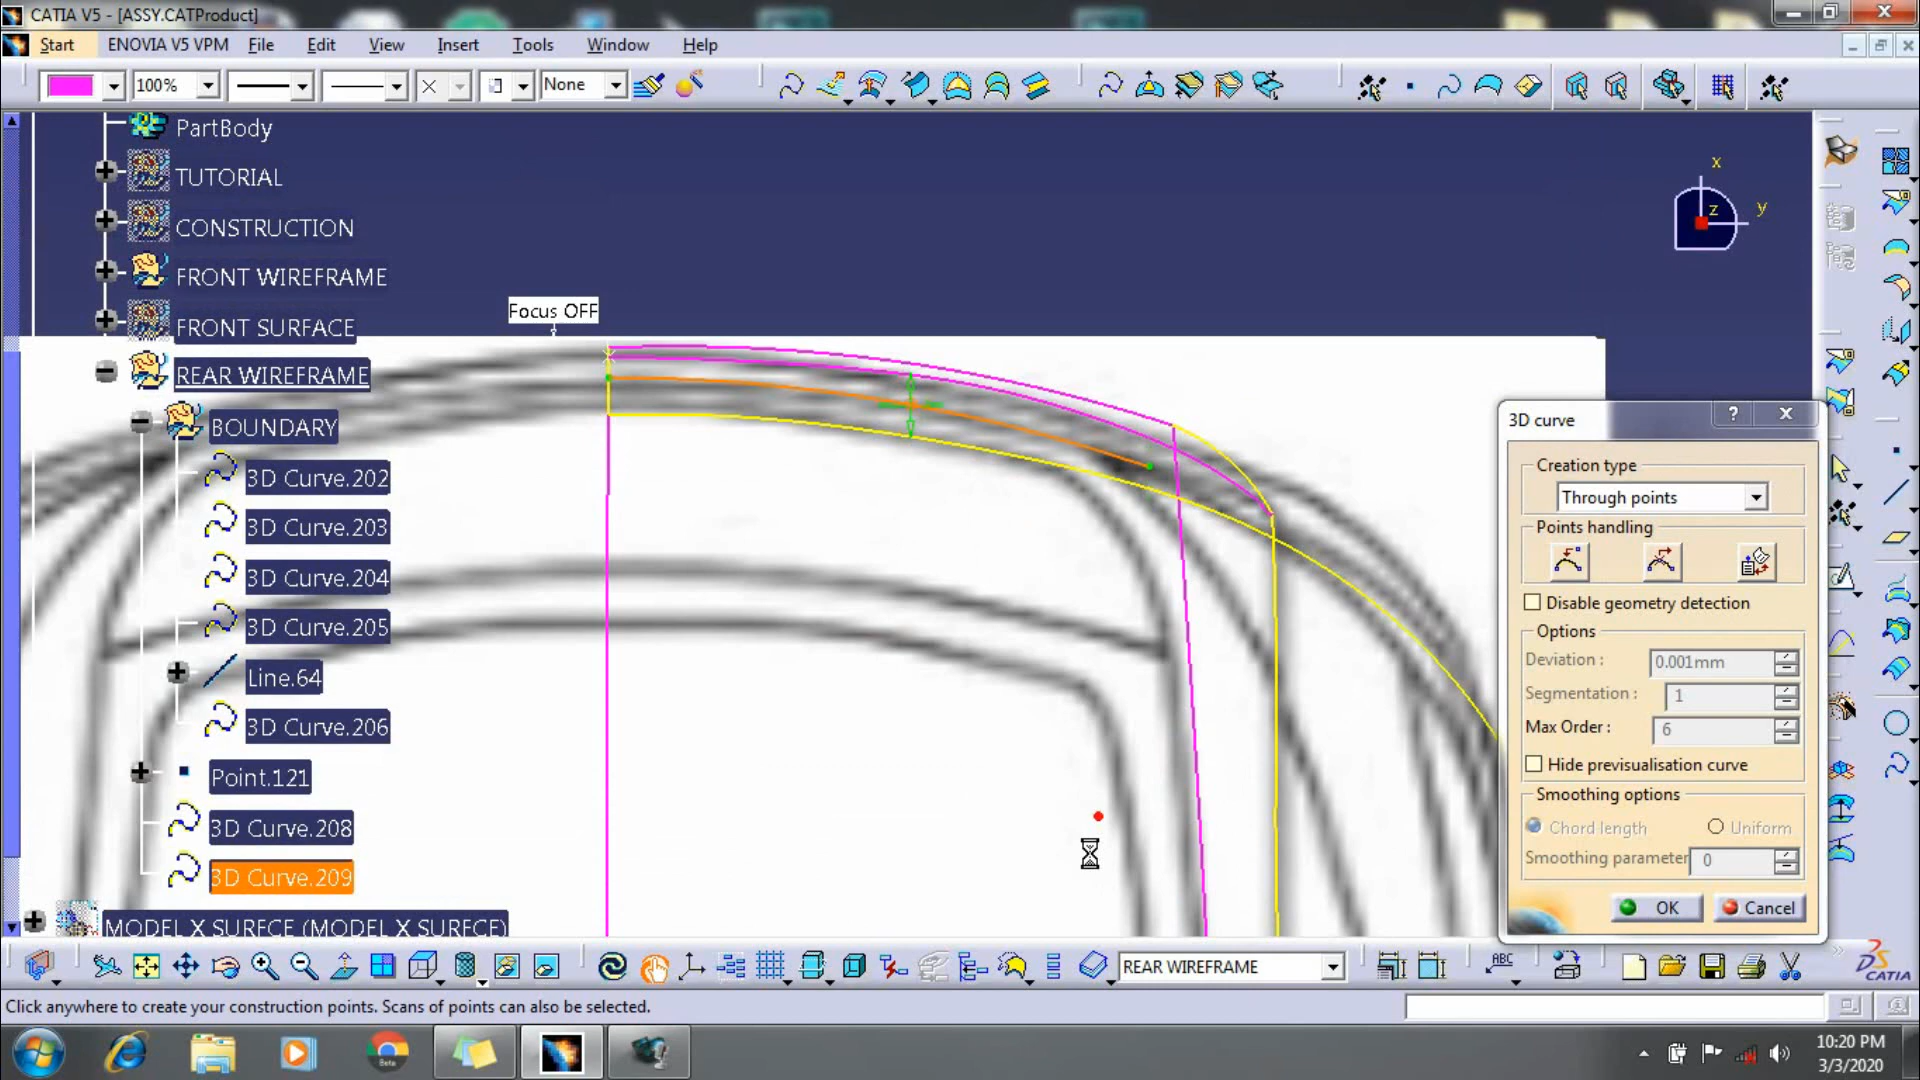 CATIA V5 - [ASSY.CATProduct]
Start ENOVIA V5 VPM File Edit View Insert Tools Window Help
100% None
PartBody
TUTORIAL
CONSTRUCTION
FRONT WIREFRAME
FRONT SURFACE
REAR WIREFRAME
BOUNDARY
3D Curve.202
3D Curve.203
3D Curve.204
3D Curve.205
Line.64
3D Curve.206
Point.121
3D Curve.208
3D Curve.209
MODEL X SURECE (MODEL X SURECE)
Focus OFF
x
y
z
3D curve
Creation type
Through points
Points handling
Disable geometry detection
Options
Deviation : 0.001mm
Segmentation : 1
Max Order : 6
Hide previsualisation curve
Smoothing options
Chord length Uniform
Smoothing parameter 0
OK Cancel
REAR WIREFRAME
ABC
CATIA
Click anywhere to create your construction points. Scans of points can also be selected.
Beta
10:20 PM
3/3/2020